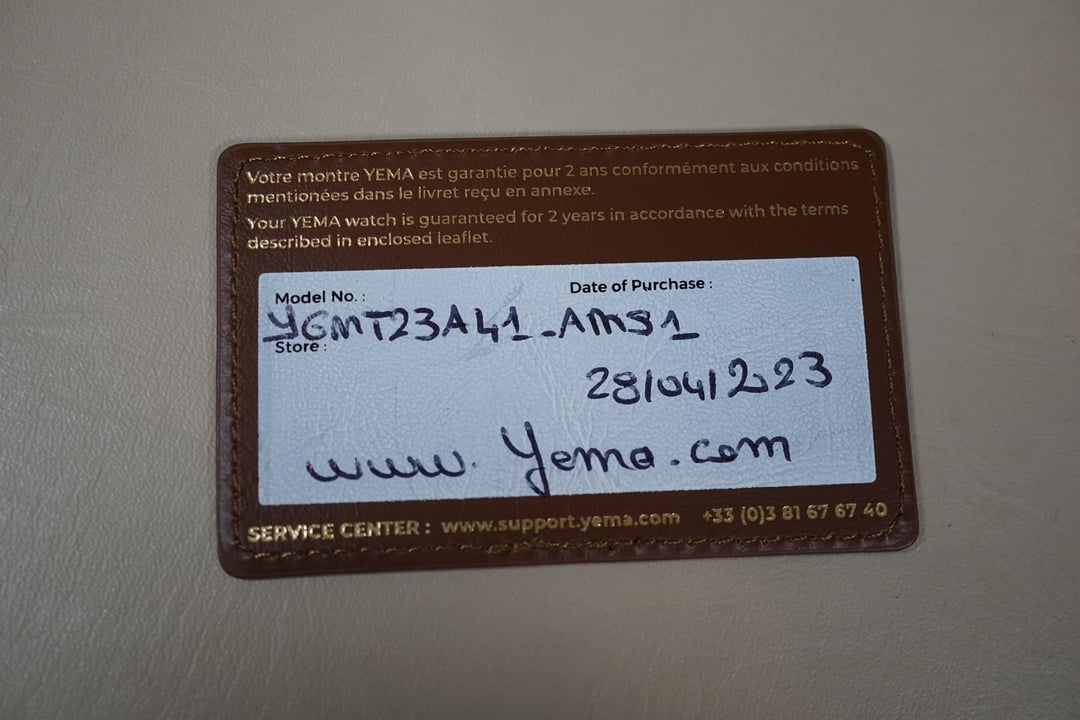 Votre montre YEMA est garantie pour 2 ans conformément aux conditions
mentionées dans le livret reçu en annexe.
Your YEMA watch is guaranteed for 2 years in accordance with the terms
described in enclosed leaflet.
Model No. : Date of Purchase :
YGMT23A41_AMS1
Store :
28/04/2023
www. Yema.com
SERVICE CENTER : www.support.yema.com +33 (0)3 81 67 67 40